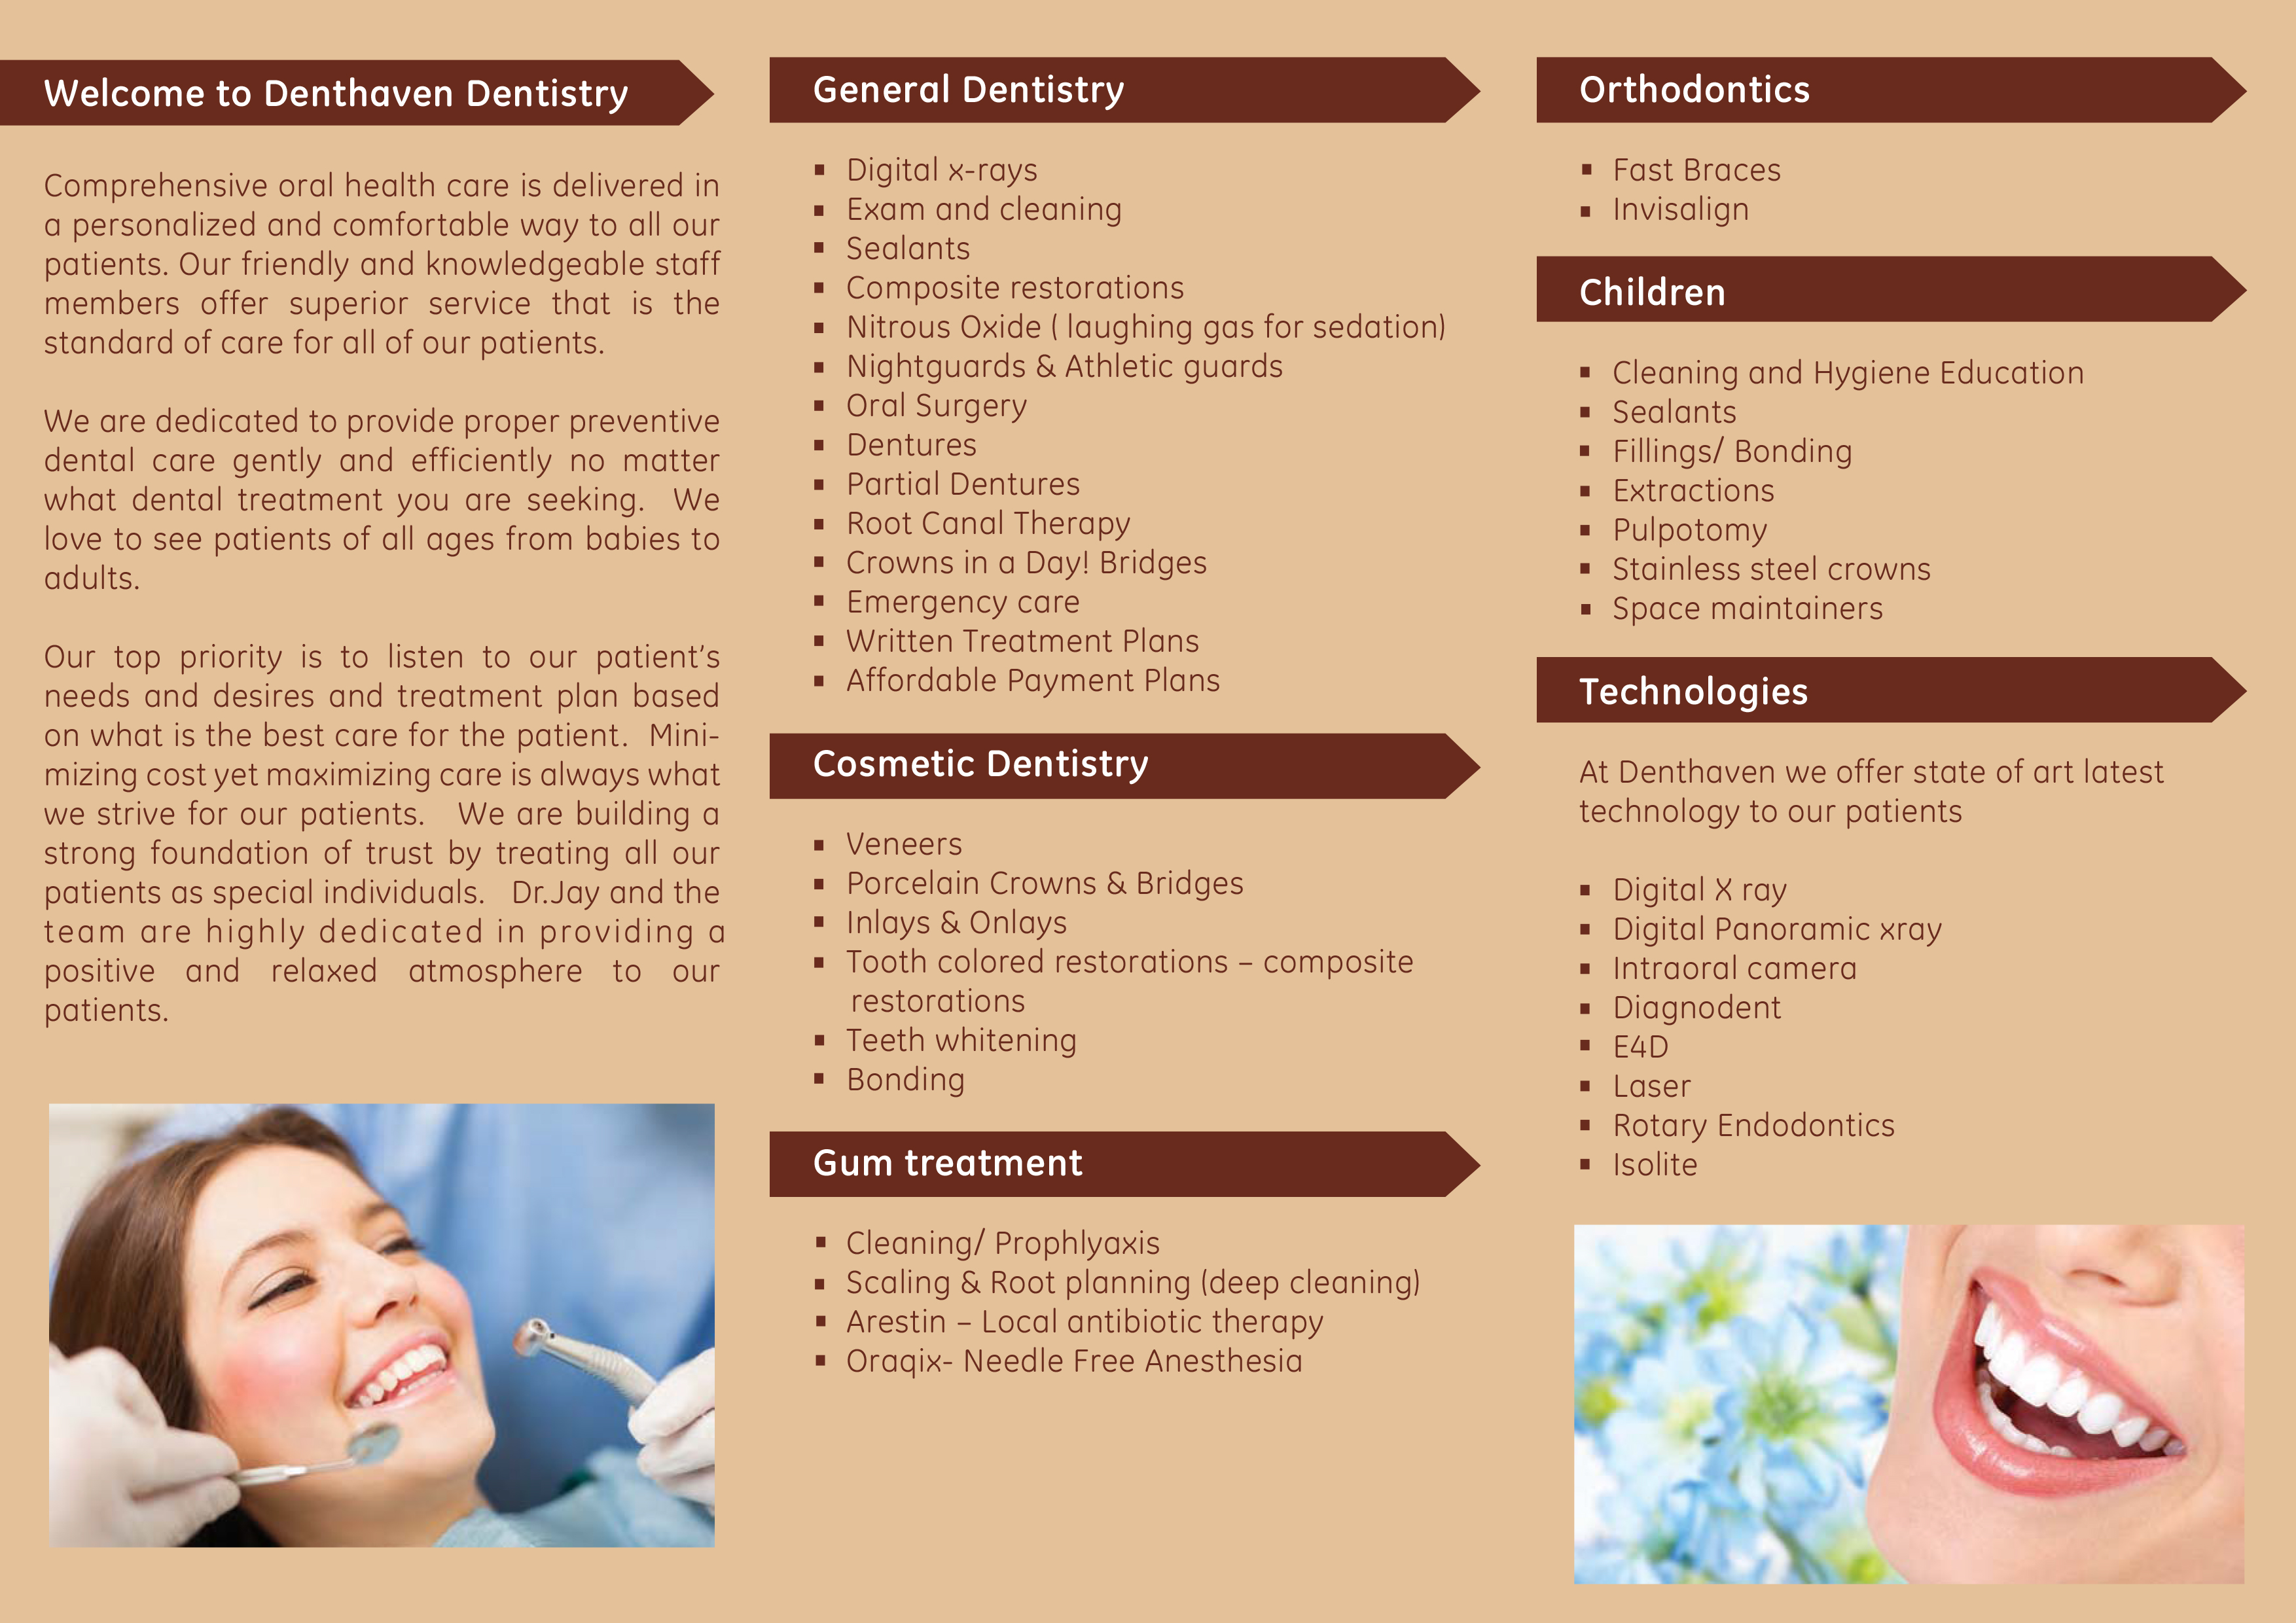 Welcome to Denthaven Dentistry
Comprehensive oral health care is delivered in
a personalized and comfortable way to all our
patients. Our friendly and knowledgeable staff
members offer superior service that is the
standard of care for all of our patients.
We are dedicated to provide proper preventive
dental care gently and efficiently no matter
what dental treatment you are seeking. We
love to see patients of all ages from babies to
adults.
Our top priority is to listen to our patient's
needs and desires and treatment plan based
on what is the best care for the patient. Mini-
mizing cost yet maximizing care is always what
we strive for our patients. We are building a
strong foundation of trust by treating all our
patients as special individuals. Dr.Jay and the
team are highly dedicated in providing a
positive and relaxed atmosphere to our
patients.
General Dentistry
▪ Digital x-rays
▪ Exam and cleaning
▪ Sealants
▪ Composite restorations
▪ Nitrous Oxide ( laughing gas for sedation)
▪ Nightguards & Athletic guards
▪ Oral Surgery
▪ Dentures
▪ Partial Dentures
▪ Root Canal Therapy
▪ Crowns in a Day! Bridges
▪ Emergency care
▪ Written Treatment Plans
▪ Affordable Payment Plans
Cosmetic Dentistry
▪ Veneers
▪ Porcelain Crowns & Bridges
▪ Inlays & Onlays
▪ Tooth colored restorations – composite
restorations
▪ Teeth whitening
▪ Bonding
Gum treatment
▪ Cleaning/ Prophlyaxis
▪ Scaling & Root planning (deep cleaning)
▪ Arestin – Local antibiotic therapy
▪ Oraqix- Needle Free Anesthesia
Orthodontics
▪ Fast Braces
▪ Invisalign
Children
▪ Cleaning and Hygiene Education
▪ Sealants
▪ Fillings/ Bonding
▪ Extractions
▪ Pulpotomy
▪ Stainless steel crowns
▪ Space maintainers
Technologies
At Denthaven we offer state of art latest
technology to our patients
▪ Digital X ray
▪ Digital Panoramic xray
▪ Intraoral camera
▪ Diagnodent
▪ E4D
▪ Laser
▪ Rotary Endodontics
▪ Isolite